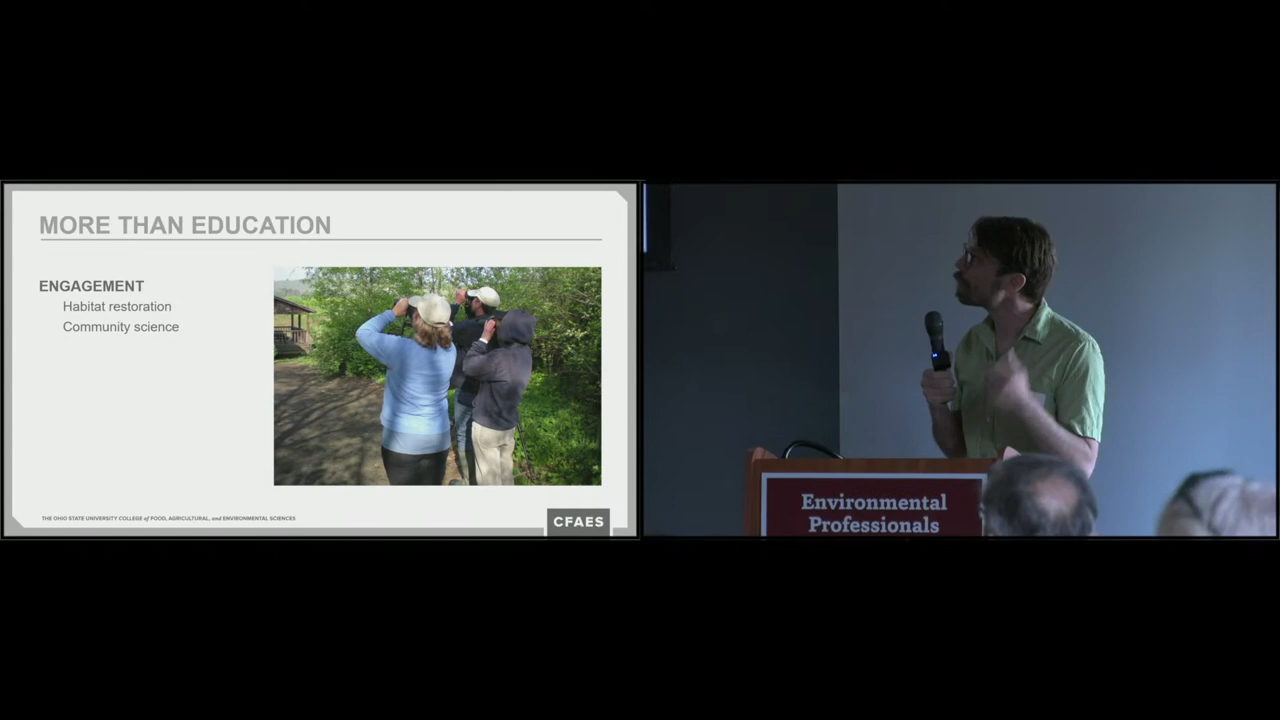 MORE THAN EDUCATION
ENGAGEMENT
Habitat restoration
Community science
THE OHIO STATE UNIVERSITY COLLEGE of FOOD, AGRICULTURAL, and ENVIRONMENTAL SCIENCES
CFAES
Environmental
Professionals